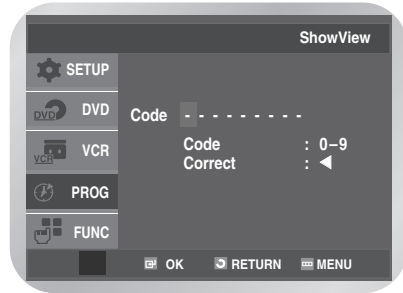 ShowView
SETUP
DVD DVD
Code - - - - - - - - -
VCR VCR
Code : 0–9
Correct : ◀
PROG
FUNC
OK RETURN MENU